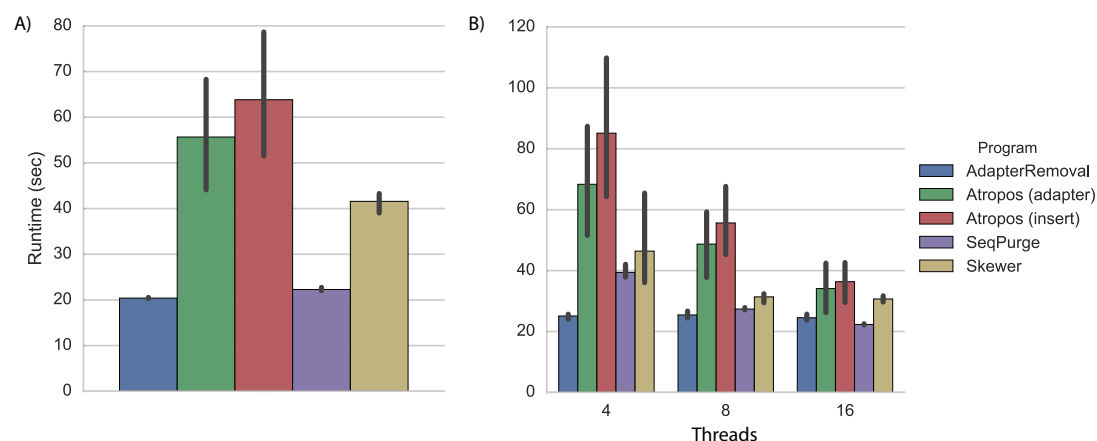 A)
Runtime (sec)
80
70
60
50
40
30
20
10
0
B)
120
100
80
60
40
20
0
4
8
16
Threads
Program
AdapterRemoval
Atropos (adapter)
Atropos (insert)
SeqPurge
Skewer